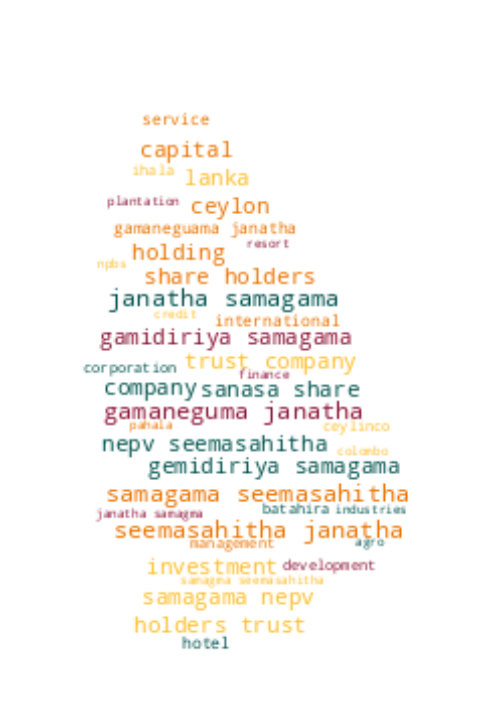 service
capital
ihala
lanka
plantation
ceylon
gamaneguama janatha
resort
holding
npbs
share holders
janatha samagama
credit
international
gamidiriya samagama
trust company
corporation
finance
company
sanasa share
gamaneguma janatha
pahala
ceylinco
nepv seemasahitha
colombo
gemidiriya samagama
samagama seemasahitha
batahira
industries
janatha samagma
seemasahitha janatha
management
agro
investment
development
samagma seemasahitha
samagama nepv
holders trust
hotel